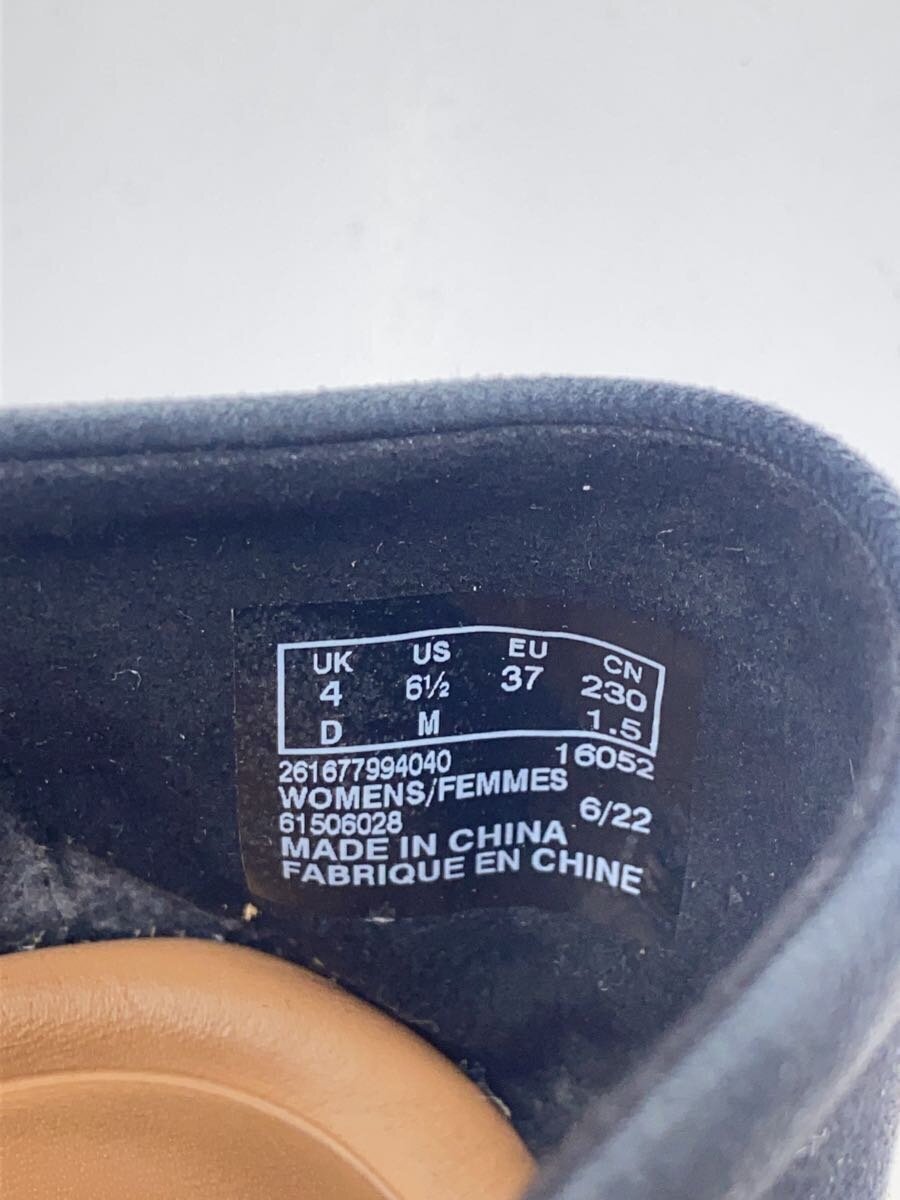 UK US EU CN
4 6½ 37 230
D M 1.5
261677994040 16052
WOMENS/FEMMES
61506028 6/22
MADE IN CHINA
FABRIQUE EN CHINE